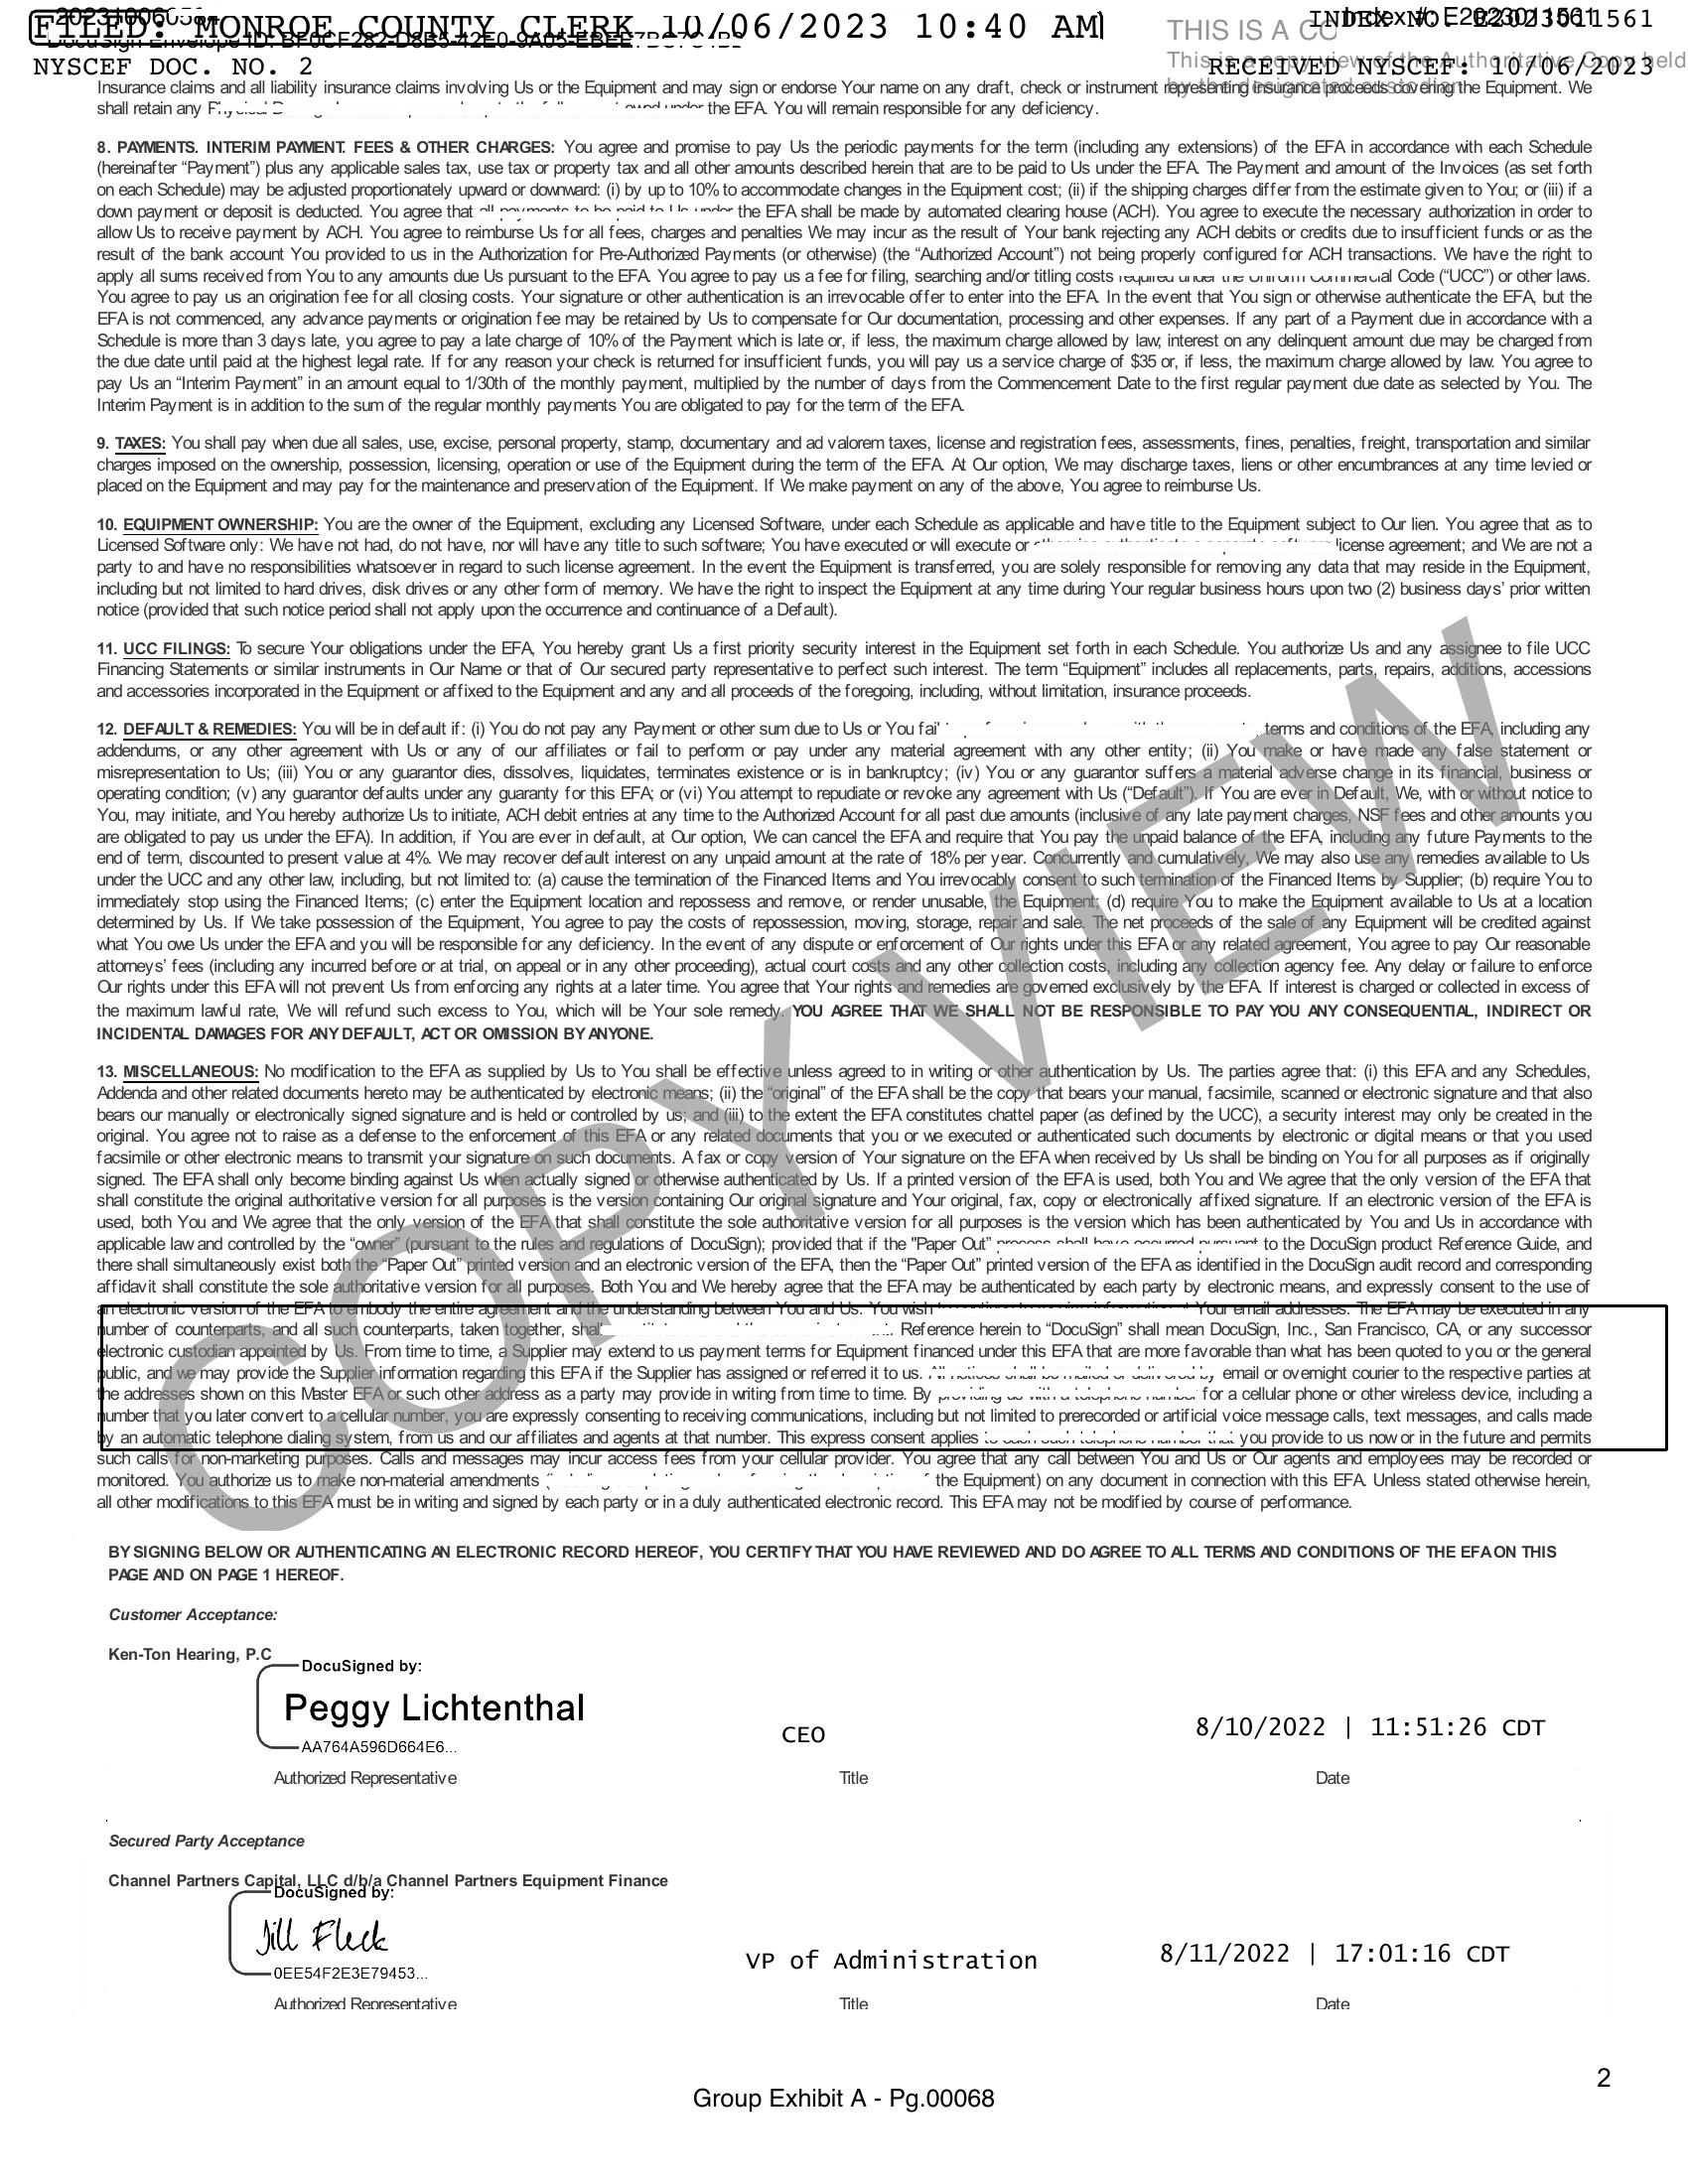 FILED: MONROE COUNTY CLERK 10/06/2023 10:40 AM
INDEX NO. E2023011561
NYSCEF DOC. NO. 2
RECEIVED NYSCEF: 10/06/2023
THIS IS A CO
This is a copy view of the Authoritative Copy held
by the designated custodian
Insurance claims and all liability insurance claims involving Us or the Equipment and may sign or endorse Your name on any draft, check or instrument representing insurance proceeds covering the Equipment. We
shall retain any the EFA. You will remain responsible for any deficiency.
8. PAYMENTS. INTERIM PAYMENT. FEES & OTHER CHARGES: You agree and promise to pay Us the periodic payments for the term (including any extensions) of the EFA in accordance with each Schedule
(hereinafter “Payment”) plus any applicable sales tax, use tax or property tax and all other amounts described herein that are to be paid to Us under the EFA. The Payment and amount of the Invoices (as set forth
on each Schedule) may be adjusted proportionately upward or downward: (i) by up to 10% to accommodate changes in the Equipment cost; (ii) if the shipping charges differ from the estimate given to You; or (iii) if a
down payment or deposit is deducted. You agree that all payments to be paid to Us under the EFA shall be made by automated clearing house (ACH). You agree to execute the necessary authorization in order to
allow Us to receive payment by ACH. You agree to reimburse Us for all fees, charges and penalties We may incur as the result of Your bank rejecting any ACH debits or credits due to insufficient funds or as the
result of the bank account You provided to us in the Authorization for Pre-Authorized Payments (or otherwise) (the “Authorized Account”) not being properly configured for ACH transactions. We have the right to
apply all sums received from You to any amounts due Us pursuant to the EFA. You agree to pay us a fee for filing, searching and/or titling costs required under the Uniform Commercial Code (“UCC”) or other laws.
You agree to pay us an origination fee for all closing costs. Your signature or other authentication is an irrevocable offer to enter into the EFA. In the event that You sign or otherwise authenticate the EFA, but the
EFA is not commenced, any advance payments or origination fee may be retained by Us to compensate for Our documentation, processing and other expenses. If any part of a Payment due in accordance with a
Schedule is more than 3 days late, you agree to pay a late charge of 10% of the Payment which is late or, if less, the maximum charge allowed by law; interest on any delinquent amount due may be charged from
the due date until paid at the highest legal rate. If for any reason your check is returned for insufficient funds, you will pay us a service charge of $35 or, if less, the maximum charge allowed by law. You agree to
pay Us an “Interim Payment” in an amount equal to 1/30th of the monthly payment, multiplied by the number of days from the Commencement Date to the first regular payment due date as selected by You. The
Interim Payment is in addition to the sum of the regular monthly payments You are obligated to pay for the term of the EFA.
9. TAXES: You shall pay when due all sales, use, excise, personal property, stamp, documentary and ad valorem taxes, license and registration fees, assessments, fines, penalties, freight, transportation and similar
charges imposed on the ownership, possession, licensing, operation or use of the Equipment during the term of the EFA. At Our option, We may discharge taxes, liens or other encumbrances at any time levied or
placed on the Equipment and may pay for the maintenance and preservation of the Equipment. If We make payment on any of the above, You agree to reimburse Us.
10. EQUIPMENT OWNERSHIP: You are the owner of the Equipment, excluding any Licensed Software, under each Schedule as applicable and have title to the Equipment subject to Our lien. You agree that as to
Licensed Software only: We have not had, do not have, nor will have any title to such software; You have executed or will execute or license agreement; and We are not a
party to and have no responsibilities whatsoever in regard to such license agreement. In the event the Equipment is transferred, you are solely responsible for removing any data that may reside in the Equipment,
including but not limited to hard drives, disk drives or any other form of memory. We have the right to inspect the Equipment at any time during Your regular business hours upon two (2) business days’ prior written
notice (provided that such notice period shall not apply upon the occurrence and continuance of a Default).
11. UCC FILINGS: To secure Your obligations under the EFA, You hereby grant Us a first priority security interest in the Equipment set forth in each Schedule. You authorize Us and any assignee to file UCC
Financing Statements or similar instruments in Our Name or that of Our secured party representative to perfect such interest. The term “Equipment” includes all replacements, parts, repairs, additions, accessions
and accessories incorporated in the Equipment or affixed to the Equipment and any and all proceeds of the foregoing, including, without limitation, insurance proceeds.
12. DEFAULT & REMEDIES: You will be in default if: (i) You do not pay any Payment or other sum due to Us or You fail terms and conditions of the EFA, including any
addendums, or any other agreement with Us or any of our affiliates or fail to perform or pay under any material agreement with any other entity; (ii) You make or have made any false statement or
misrepresentation to Us; (iii) You or any guarantor dies, dissolves, liquidates, terminates existence or is in bankruptcy; (iv) You or any guarantor suffers a material adverse change in its financial, business or
operating condition; (v) any guarantor defaults under any guaranty for this EFA; or (vi) You attempt to repudiate or revoke any agreement with Us (“Default”). If You are ever in Default, We, with or without notice to
You, may initiate, and You hereby authorize Us to initiate, ACH debit entries at any time to the Authorized Account for all past due amounts (inclusive of any late payment charges, NSF fees and other amounts you
are obligated to pay us under the EFA). In addition, if You are ever in default, at Our option, We can cancel the EFA and require that You pay the unpaid balance of the EFA, including any future Payments to the
end of term, discounted to present value at 4%. We may recover default interest on any unpaid amount at the rate of 18% per year. Concurrently and cumulatively, We may also use any remedies available to Us
under the UCC and any other law, including, but not limited to: (a) cause the termination of the Financed Items and You irrevocably consent to such ermination of the Financed Items by Supplier; (b) require You to
immediately stop using the Financed Items; (c) enter the Equipment location and repossess and remove, or render unusable, the Equipment; (d) require You to make the Equipment available to Us at a location
determined by Us. If We take possession of the Equipment, You agree to pay the costs of repossession, moving, storage, repair and sale. The net proceeds of the sale of any Equipment will be credited against
what You owe Us under the EFA and you will be responsible for any deficiency. In the event of any dispute or enforcement of Our rights under this EFA or any related agreement, You agree to pay Our reasonable
attorneys’ fees (including any incurred before or at trial, on appeal or in any other proceeding), actual court costs and any other collection costs, including any collection agency fee. Any delay or failure to enforce
Our rights under this EFA will not prevent Us from enforcing any rights at a later time. You agree that Your rights and remedies are governed exclusively by the EFA. If interest is charged or collected in excess of
the maximum lawful rate, We will refund such excess to You, which will be Your sole remedy. YOU AGREE THAT WE SHALL NOT BE RESPONSIBLE TO PAY YOU ANY CONSEQUENTIAL, INDIRECT OR
INCIDENTAL DAMAGES FOR ANY DEFAULT, ACT OR OMISSION BY ANYONE.
13. MISCELLANEOUS: No modification to the EFA as supplied by Us to You shall be effective unless agreed to in writing or other authentication by Us. The parties agree that: (i) this EFA and any Schedules,
Addenda and other related documents hereto may be authenticated by electronic means; (ii) the “original” of the EFA shall be the copy that bears your manual, facsimile, scanned or electronic signature and that also
bears our manually or electronically signed signature and is held or controlled by us; and (iii) to the extent the EFA constitutes chattel paper (as defined by the UCC), a security interest may only be created in the
original. You agree not to raise as a defense to the enforcement of this EFA or any related documents that you or we executed or authenticated such documents by electronic or digital means or that you used
facsimile or other electronic means to transmit your signature on such documents. A fax or copy version of Your signature on the EFA when received by Us shall be binding on You for all purposes as if originally
signed. The EFA shall only become binding against Us when actually signed or otherwise authenticated by Us. If a printed version of the EFA is used, both You and We agree that the only version of the EFA that
shall constitute the original authoritative version for all purposes is the version containing Our original signature and Your original, fax, copy or electronically affixed signature. If an electronic version of the EFA is
used, both You and We agree that the only version of the EFA that shall constitute the sole authoritative version for all purposes is the version which has been authenticated by You and Us in accordance with
applicable law and controlled by the “owner” (pursuant to the rules and regulations of DocuSign); provided that if the "Paper Out” process shall have occurred pursuant to the DocuSign product Reference Guide, and
there shall simultaneously exist both the “Paper Out” printed version and an electronic version of the EFA, then the “Paper Out” printed version of the EFA as identified in the DocuSign audit record and corresponding
affidavit shall constitute the sole authoritative version for all purposes. Both You and We hereby agree that the EFA may be authenticated by each party by electronic means, and expressly consent to the use of
an electronic version of the EFA to embody the entire agreement and the understanding between You and Us. You wish Your email addresses. The EFA may be executed in any
number of counterparts, and all such counterparts, taken together, shall Reference herein to “DocuSign” shall mean DocuSign, Inc., San Francisco, CA, or any successor
electronic custodian appointed by Us. From time to time, a Supplier may extend to us payment terms for Equipment financed under this EFA that are more favorable than what has been quoted to you or the general
public, and we may provide the Supplier information regarding this EFA if the Supplier has assigned or referred it to us. All notices shall be mailed or delivered by email or overnight courier to the respective parties at
the addresses shown on this Master EFA or such other address as a party may provide in writing from time to time. By providing us with a telephone number for a cellular phone or other wireless device, including a
number that you later convert to a cellular number, you are expressly consenting to receiving communications, including but not limited to prerecorded or artificial voice message calls, text messages, and calls made
by an automatic telephone dialing system, from us and our affiliates and agents at that number. This express consent applies to each such telephone number that you provide to us now or in the future and permits
such calls for non-marketing purposes. Calls and messages may incur access fees from your cellular provider. You agree that any call between You and Us or Our agents and employees may be recorded or
monitored. You authorize us to make non-material amendments the Equipment) on any document in connection with this EFA. Unless stated otherwise herein,
all other modifications to this EFA must be in writing and signed by each party or in a duly authenticated electronic record. This EFA may not be modified by course of performance.
COPY VIEW
BY SIGNING BELOW OR AUTHENTICATING AN ELECTRONIC RECORD HEREOF, YOU CERTIFY THAT YOU HAVE REVIEWED AND DO AGREE TO ALL TERMS AND CONDITIONS OF THE EFA ON THIS
PAGE AND ON PAGE 1 HEREOF.
Customer Acceptance:
Ken-Ton Hearing, P.C
DocuSigned by:
Peggy Lichtenthal
AA764A596D664E6...
CEO
8/10/2022 | 11:51:26 CDT
Authorized Representative Title Date
Secured Party Acceptance
Channel Partners Capital, LLC d/b/a Channel Partners Equipment Finance
DocuSigned by:
Jill Fleck
0EE54F2E3E79453...
VP of Administration
8/11/2022 | 17:01:16 CDT
Authorized Representative Title Date
2
Group Exhibit A - Pg.00068